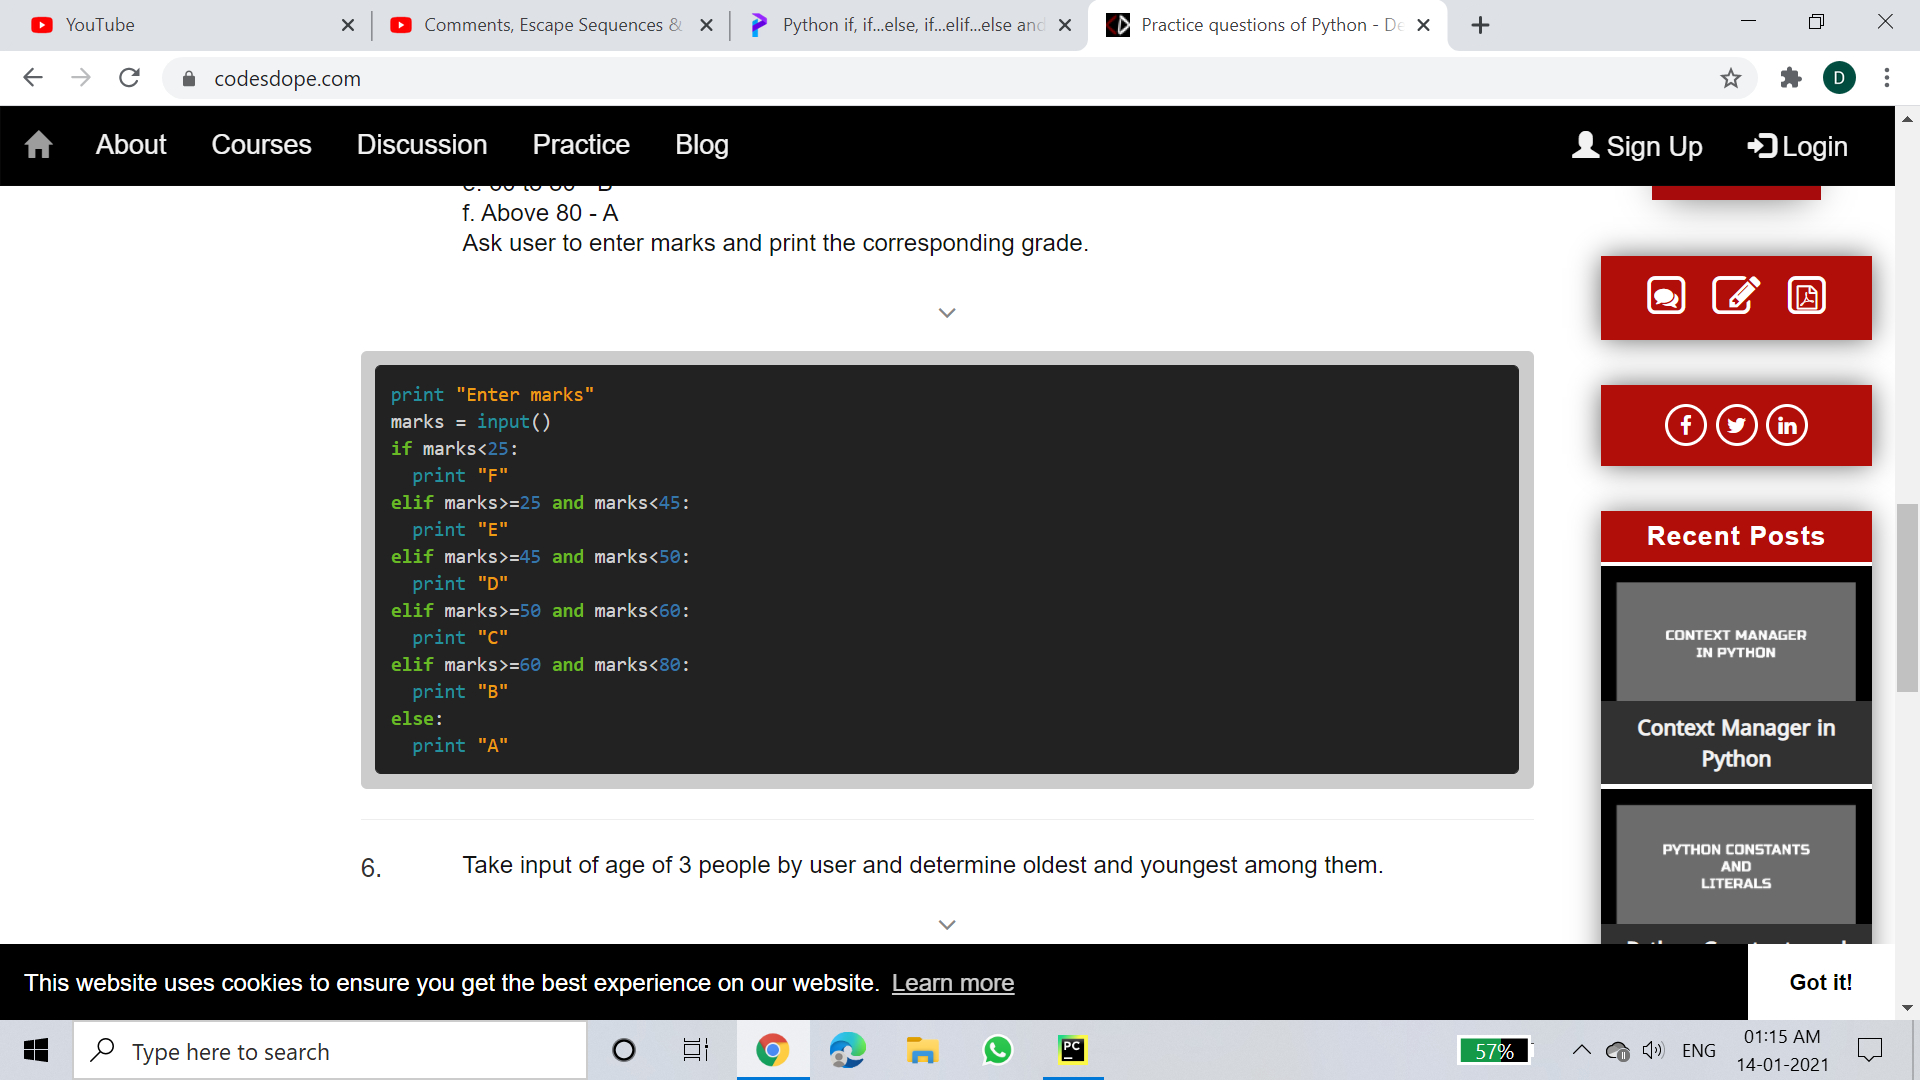 YouTube
Comments, Escape Sequences &
Python if, if...else, if...elif...else and
Practice questions of Python - De
codesdope.com
D
About
Courses
Discussion
Practice
Blog
Sign Up
Login
f. Above 80 - A
Ask user to enter marks and print the corresponding grade.
print "Enter marks"
marks = input()
if marks<25:
  print "F"
elif marks>=25 and marks<45:
  print "E"
elif marks>=45 and marks<50:
  print "D"
elif marks>=50 and marks<60:
  print "C"
elif marks>=60 and marks<80:
  print "B"
else:
  print "A"
6. Take input of age of 3 people by user and determine oldest and youngest among them.
Recent Posts
CONTEXT MANAGER
IN PYTHON
Context Manager in
Python
PYTHON CONSTANTS
AND
LITERALS
This website uses cookies to ensure you get the best experience on our website. Learn more
Got it!
Type here to search
PC
57%
ENG
01:15 AM
14-01-2021